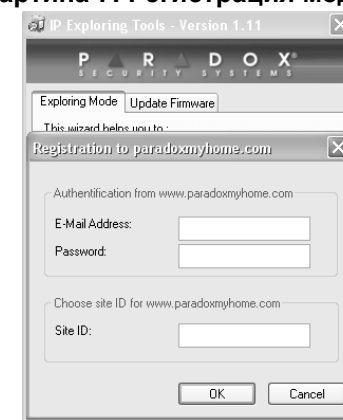 IP Exploring Tools - Version 1.11
PARADOX®
SECURITY SYSTEMS
Exploring Mode
Update Firmware
This wizard helps you to :
Registration to paradoxmyhome.com
Authentification from www.paradoxmyhome.com
E-Mail Address:
Password:
Choose site ID for www.paradoxmyhome.com
Site ID:
OK
Cancel